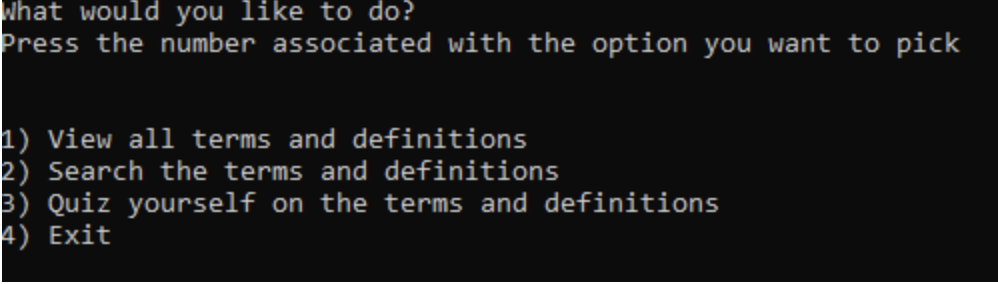 What would you like to do?
Press the number associated with the option you want to pick
1) View all terms and definitions
2) Search the terms and definitions
3) Quiz yourself on the terms and definitions
4) Exit